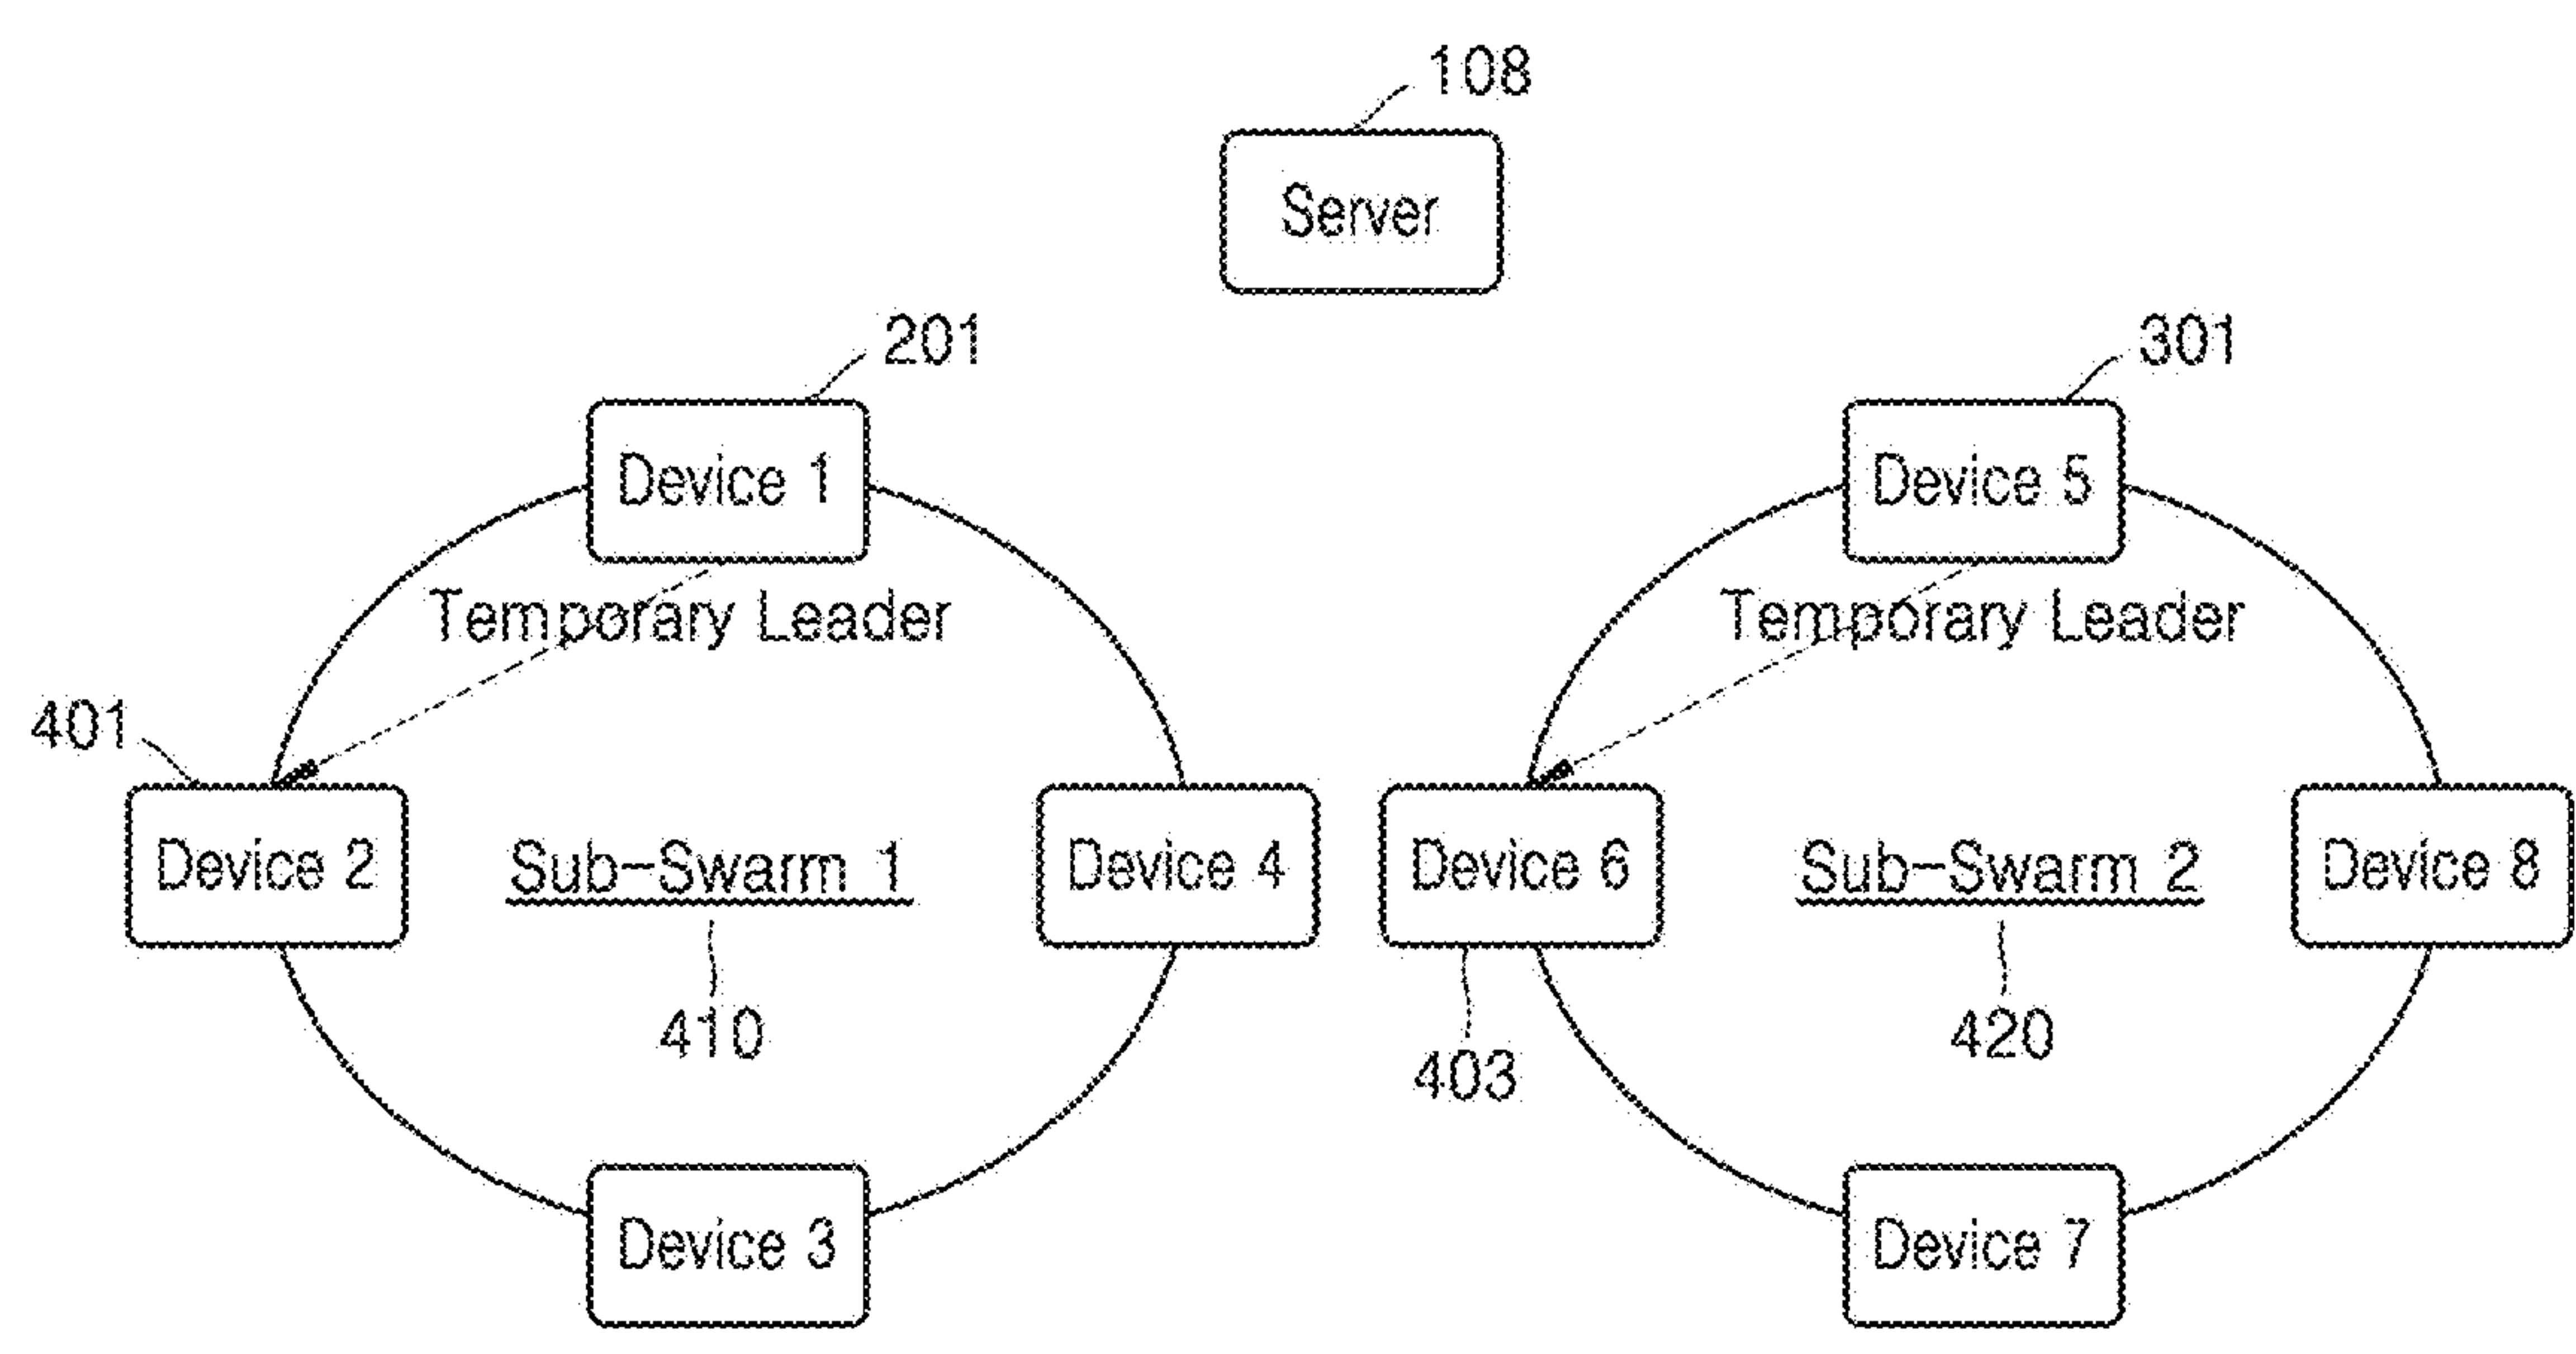 108
Server
201
301
Device 1
Device 5
Temporary Leader
Temporary Leader
401
Device 2
Sub-Swarm 1
Device 4
Device 6
Sub-Swarm 2
Device 8
410
403
420
Device 3
Device 7